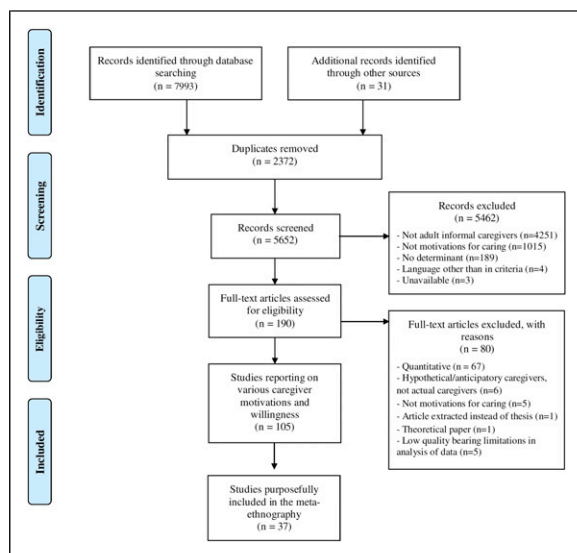 Identification
Records identified through database
searching
(n = 7993)
Additional records identified
through other sources
(n = 31)
Duplicates removed
(n = 2372)
Screening
Records screened
(n = 5652)
Records excluded
(n = 5462)
- Not adult informal caregivers (n=4251)
- Not motivations for caring (n=1015)
- No determinant (n=189)
- Language other than in criteria (n=4)
- Unavailable (n=3)
Eligibility
Full-text articles assessed
for eligibility
(n = 190)
Full-text articles excluded, with
reasons
(n = 80)
- Quantitative (n = 67)
- Hypothetical/anticipatory caregivers,
not actual caregivers (n=6)
- Not motivations for caring (n=5)
- Article extracted instead of thesis (n=1)
- Theoretical paper (n=1)
- Low quality bearing limitations in
analysis of data (n=5)
Studies reporting on
various caregiver
motivations and
willingness
(n = 105)
Included
Studies purposefully
included in the meta-
ethnography
(n = 37)